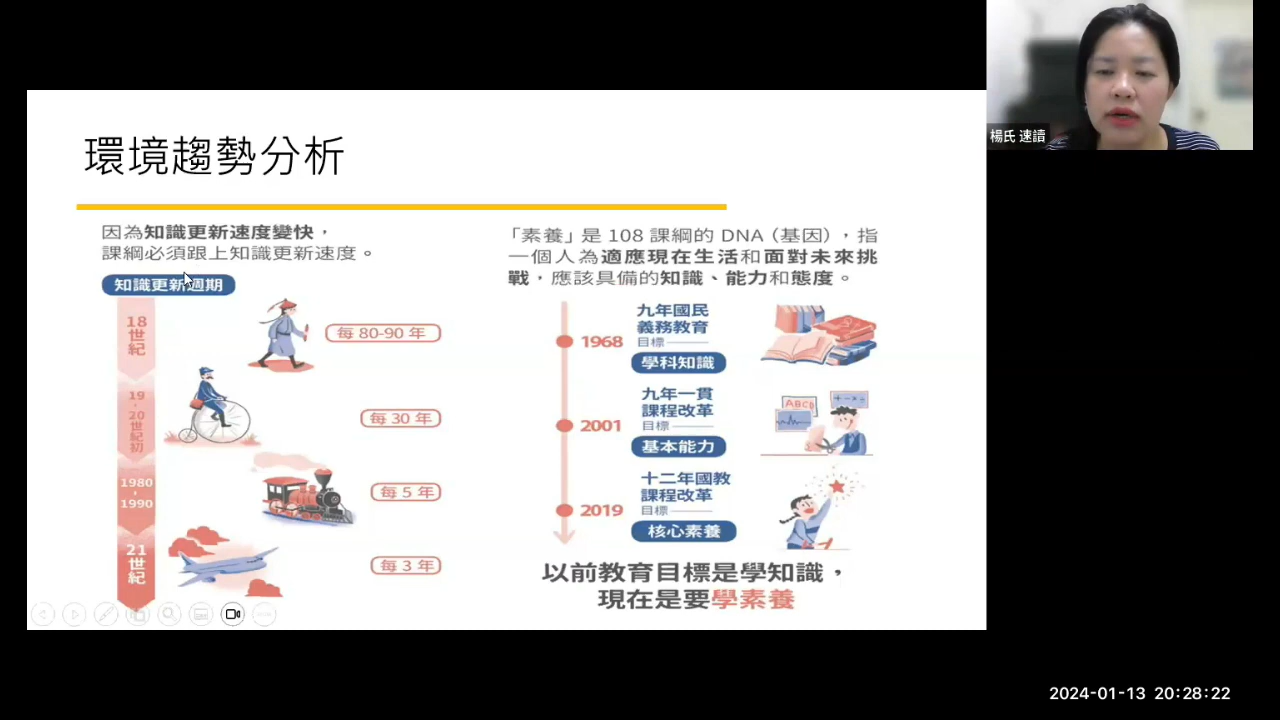 環境趨勢分析
因為知識更新速度變快，
課綱必須跟上知識更新速度。
知識更新週期
18世紀
每 80-90 年
19、20世紀初
每 30 年
1980、1990
每 5 年
21世紀
每 3 年
「素養」是 108 課綱的 DNA（基因），指
一個人為適應現在生活和面對未來挑
戰，應該具備的知識、能力和態度。
1968
九年國民
義務教育
目標
學科知識
2001
九年一貫
課程改革
目標
基本能力
ABCD
2019
十二年國教
課程改革
目標
核心素養
以前教育目標是學知識，
現在是要學素養
楊氏 速讀
2024-01-13 20:28:22